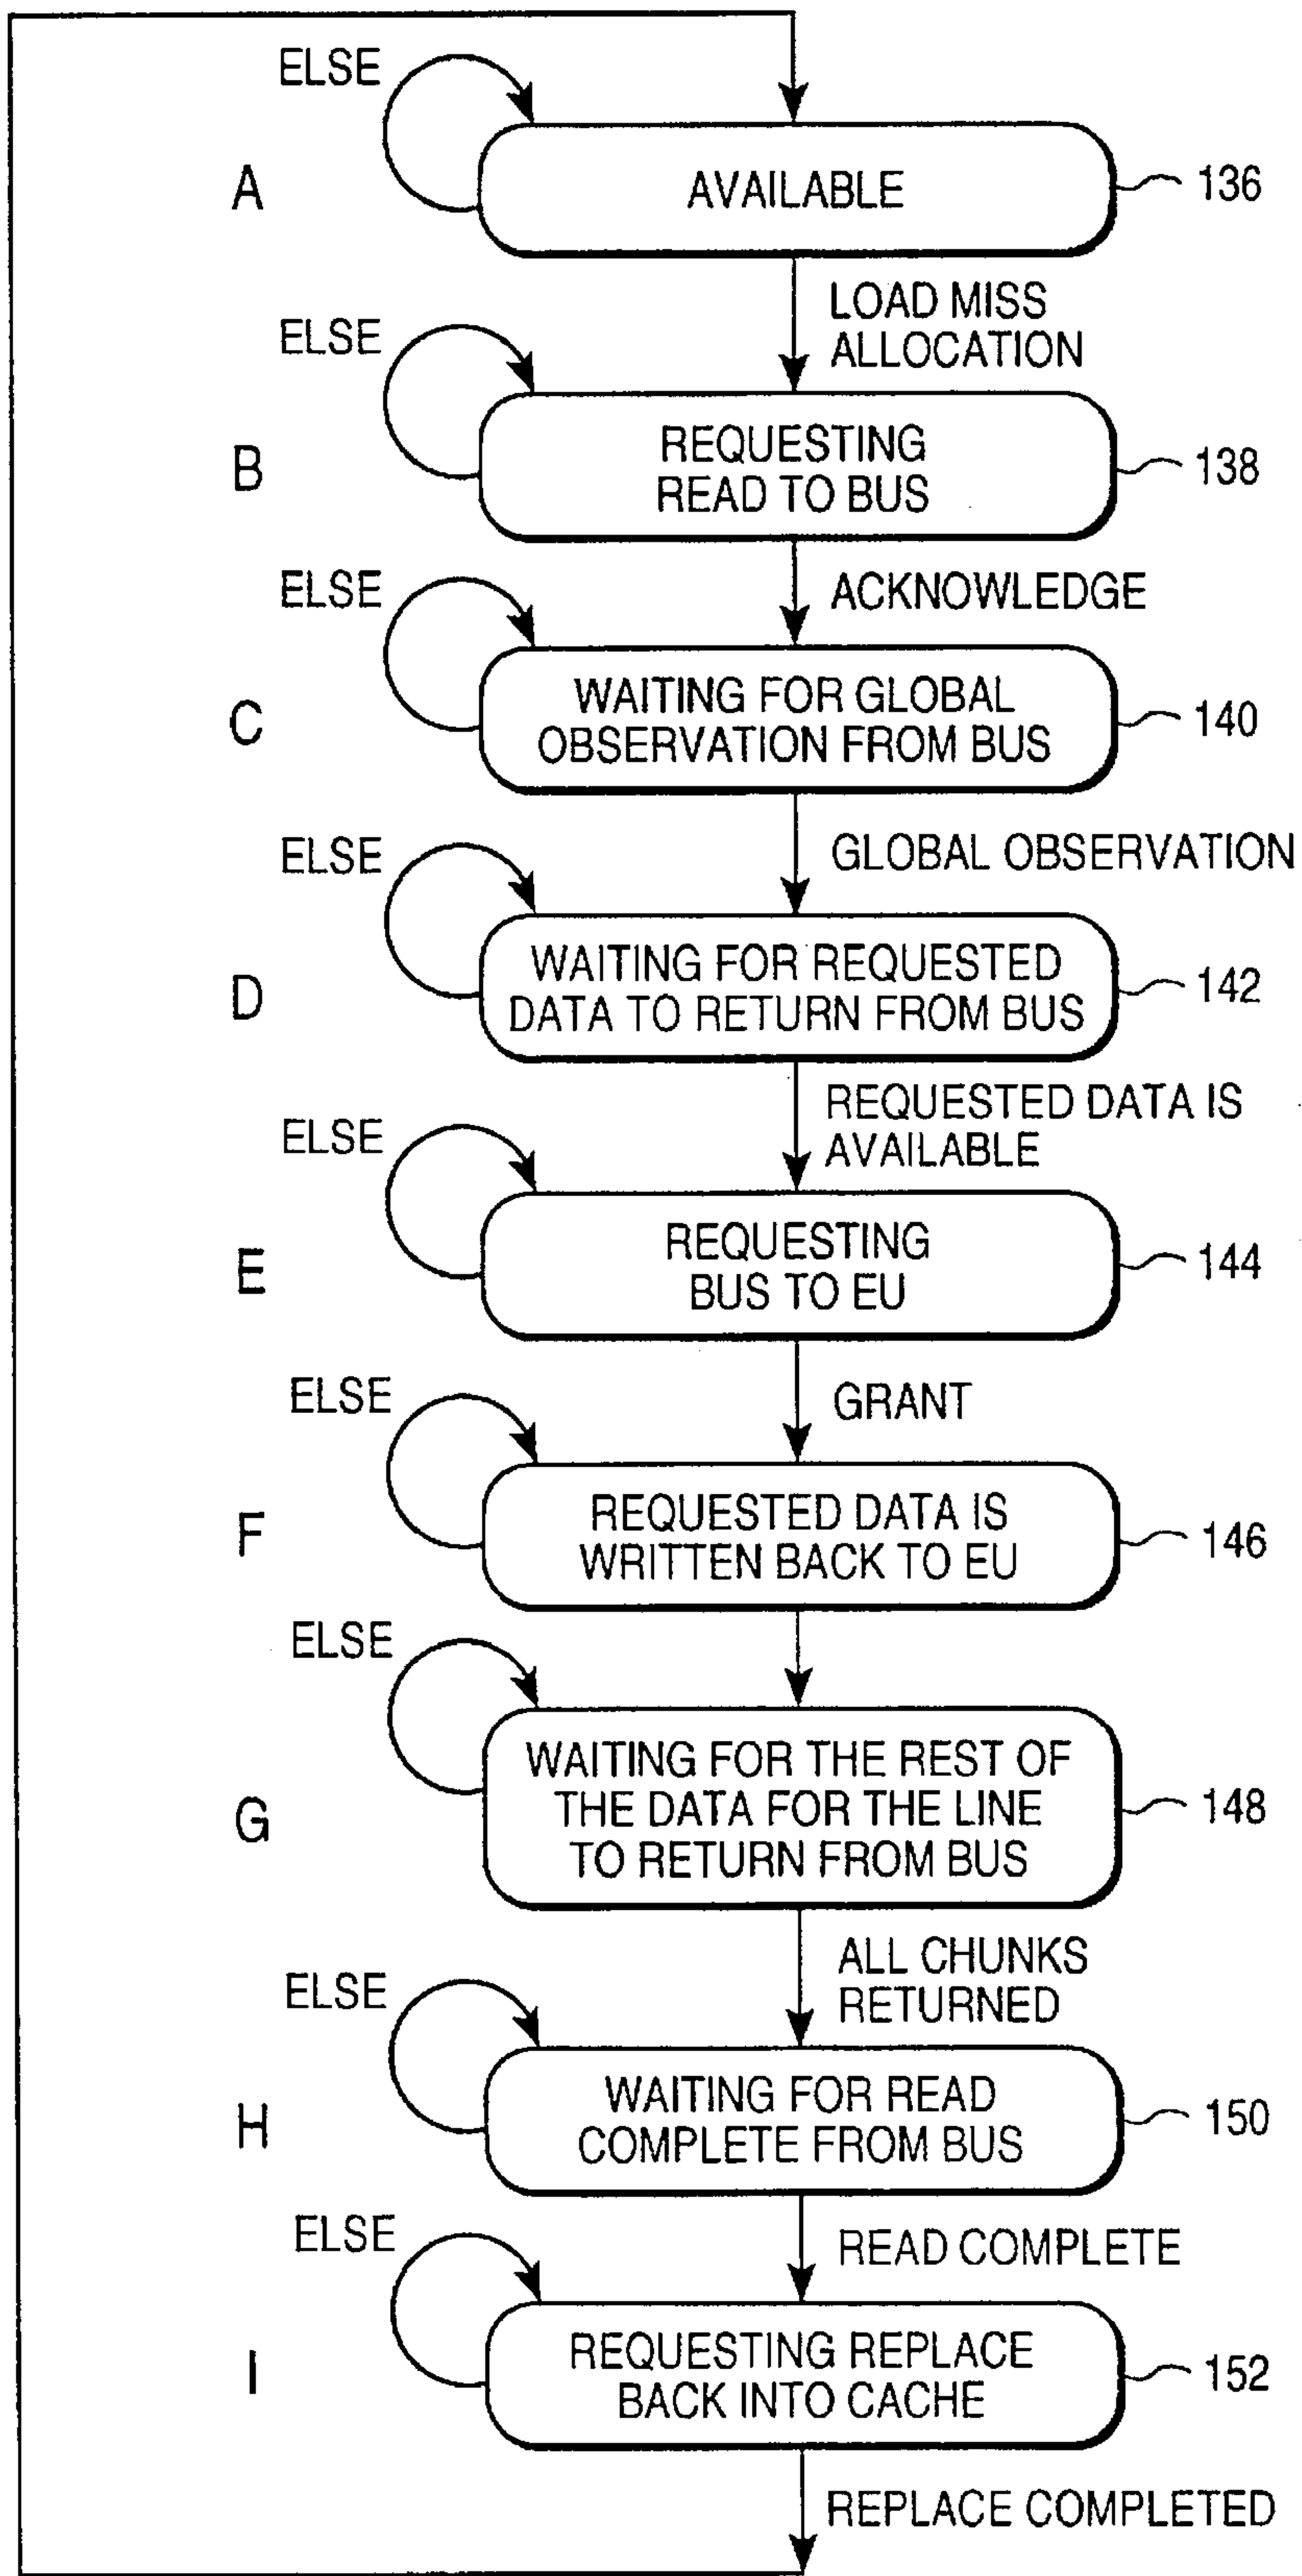 ELSE
A
AVAILABLE
136
LOAD MISS
ALLOCATION
ELSE
B
REQUESTING
READ TO BUS
138
ELSE
ACKNOWLEDGE
C
WAITING FOR GLOBAL
OBSERVATION FROM BUS
140
ELSE
GLOBAL OBSERVATION
D
WAITING FOR REQUESTED
DATA TO RETURN FROM BUS
142
REQUESTED DATA IS
AVAILABLE
ELSE
E
REQUESTING
BUS TO EU
144
ELSE
GRANT
F
REQUESTED DATA IS
WRITTEN BACK TO EU
146
ELSE
G
WAITING FOR THE REST OF
THE DATA FOR THE LINE
TO RETURN FROM BUS
148
ALL CHUNKS
RETURNED
ELSE
H
WAITING FOR READ
COMPLETE FROM BUS
150
ELSE
READ COMPLETE
I
REQUESTING REPLACE
BACK INTO CACHE
152
REPLACE COMPLETED